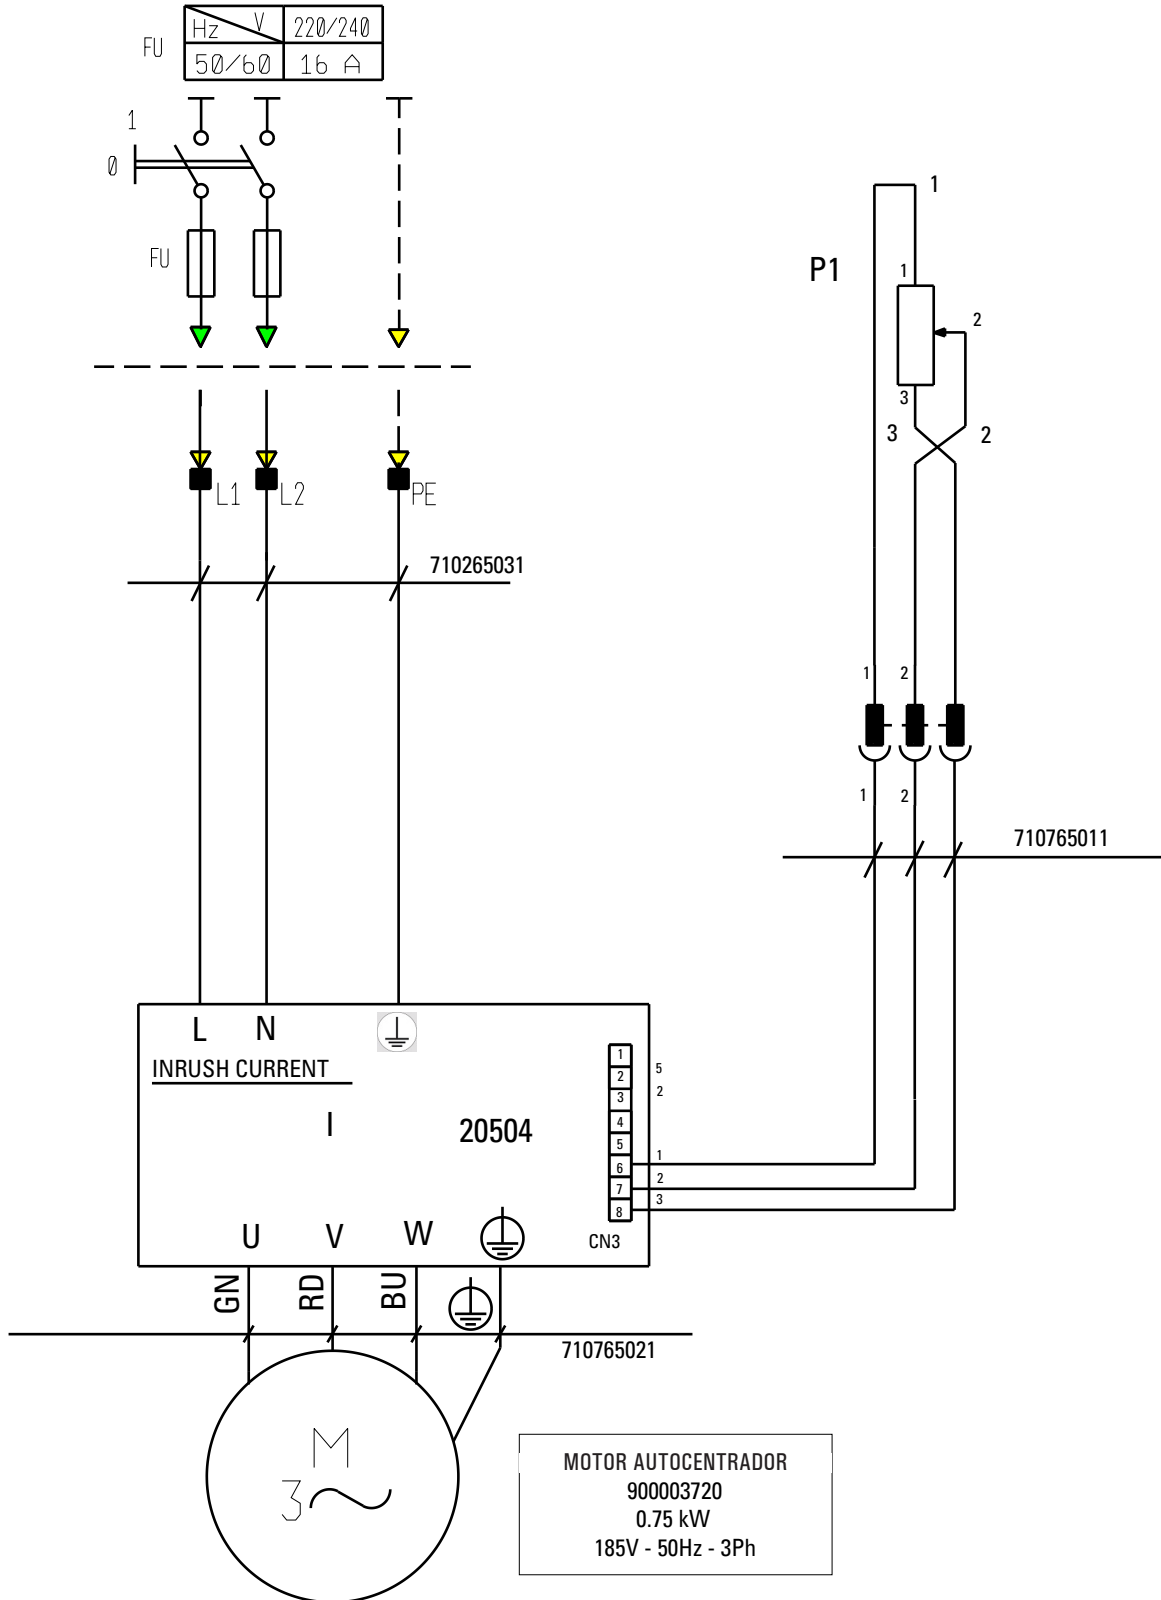 Hz V 220/240
FU
50/60 16 A
1
0
FU
1
P1
1
2
3
3 2
L1 L2 PE
710265031
1 2
1 2
710765011
L N
INRUSH CURRENT
I
20504
1
2 5
3 2
4
5
6 1
7 2
8 3
CN3
U V W
GN RD BU
710765021
M
3
MOTOR AUTOCENTRADOR
900003720
0.75 kW
185V - 50Hz - 3Ph